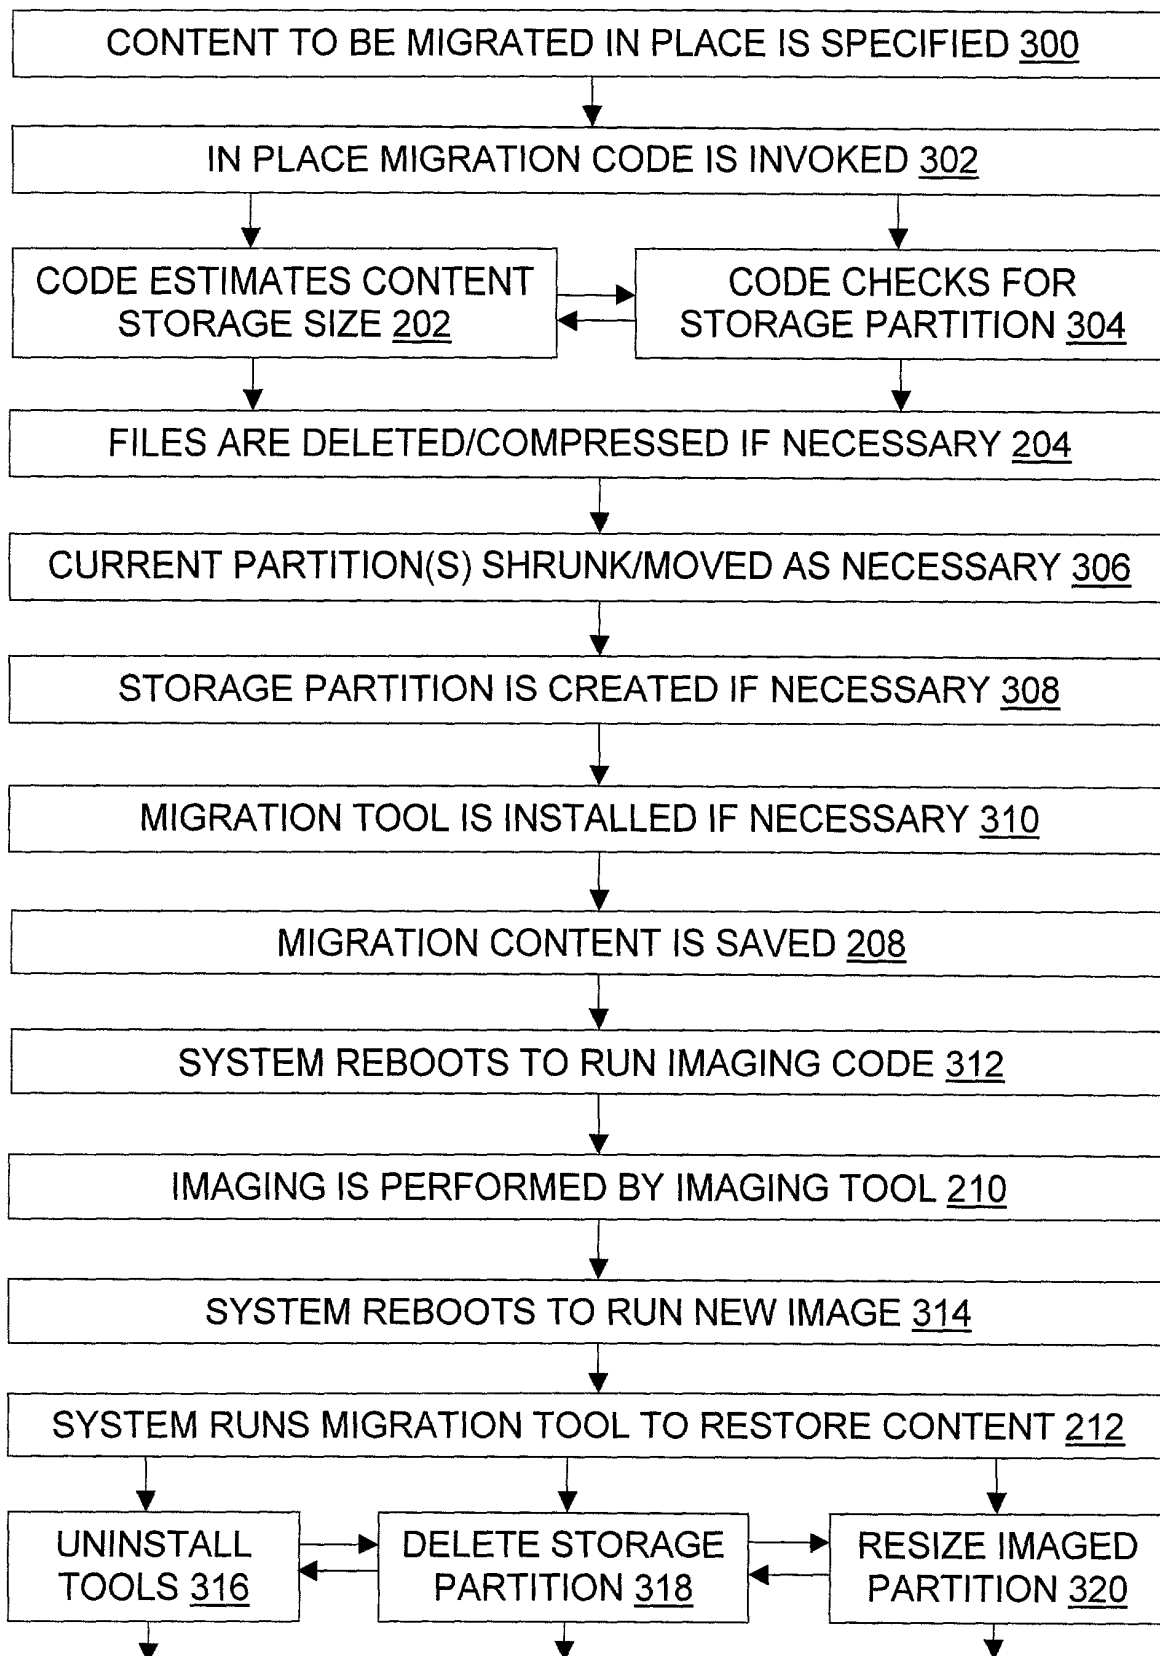 CONTENT TO BE MIGRATED IN PLACE IS SPECIFIED 300
IN PLACE MIGRATION CODE IS INVOKED 302
CODE ESTIMATES CONTENT
STORAGE SIZE 202
CODE CHECKS FOR
STORAGE PARTITION 304
FILES ARE DELETED/COMPRESSED IF NECESSARY 204
CURRENT PARTITION(S) SHRUNK/MOVED AS NECESSARY 306
STORAGE PARTITION IS CREATED IF NECESSARY 308
MIGRATION TOOL IS INSTALLED IF NECESSARY 310
MIGRATION CONTENT IS SAVED 208
SYSTEM REBOOTS TO RUN IMAGING CODE 312
IMAGING IS PERFORMED BY IMAGING TOOL 210
SYSTEM REBOOTS TO RUN NEW IMAGE 314
SYSTEM RUNS MIGRATION TOOL TO RESTORE CONTENT 212
UNINSTALL
TOOLS 316
DELETE STORAGE
PARTITION 318
RESIZE IMAGED
PARTITION 320